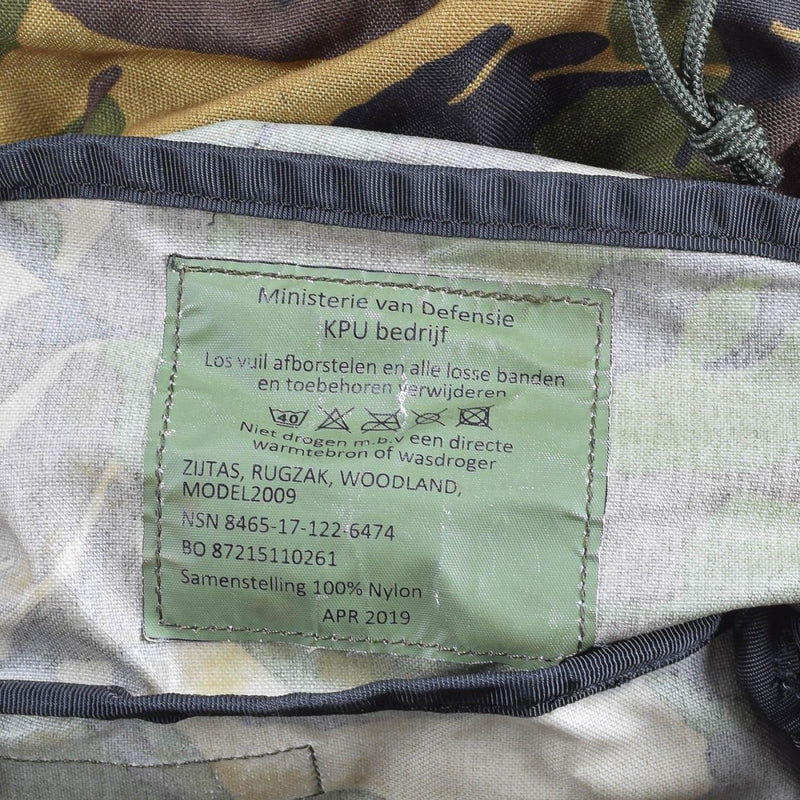 Ministerie van Defensie
KPU bedrijf
Los vuil afborstelen en alle losse banden
en toebehoren verwijderen
40
Niet drogen m.b.v een directe
warmtebron of wasdroger
ZIJTAS, RUGZAK, WOODLAND,
MODEL2009
NSN 8465-17-122-6474
BO 87215110261
Samenstelling 100% Nylon
APR 2019